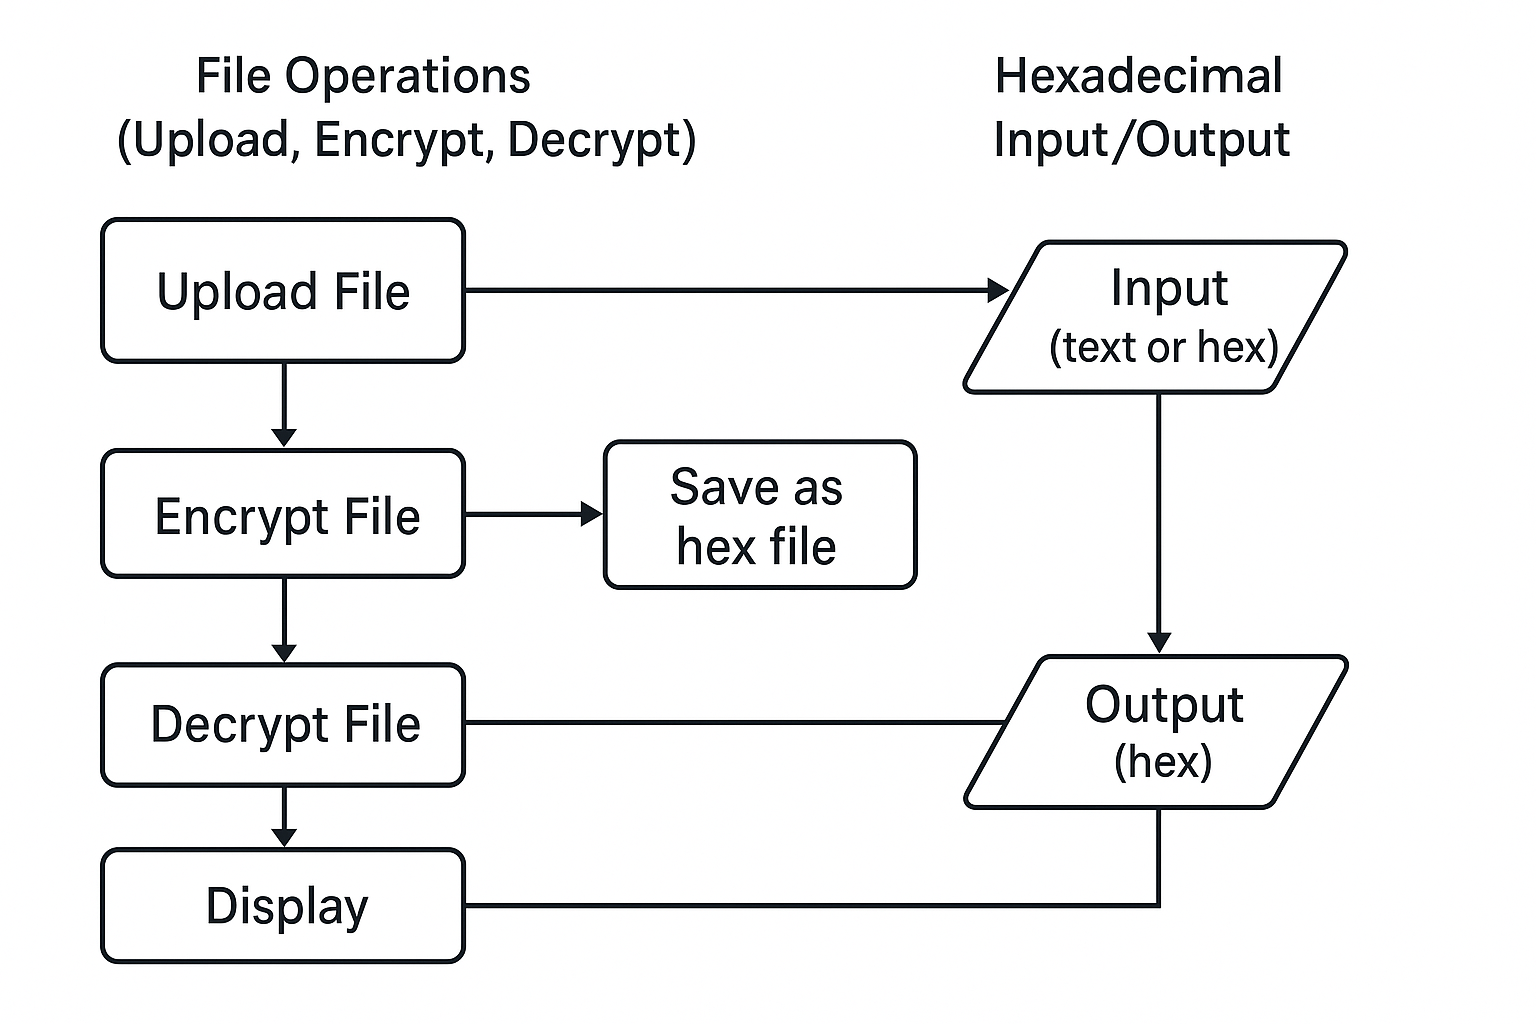 File Operations
(Upload, Encrypt, Decrypt)
Hexadecimal
Input/Output
Upload File
Input
(text or hex)
Encrypt File
Save as
hex file
Decrypt File
Output
(hex)
Display